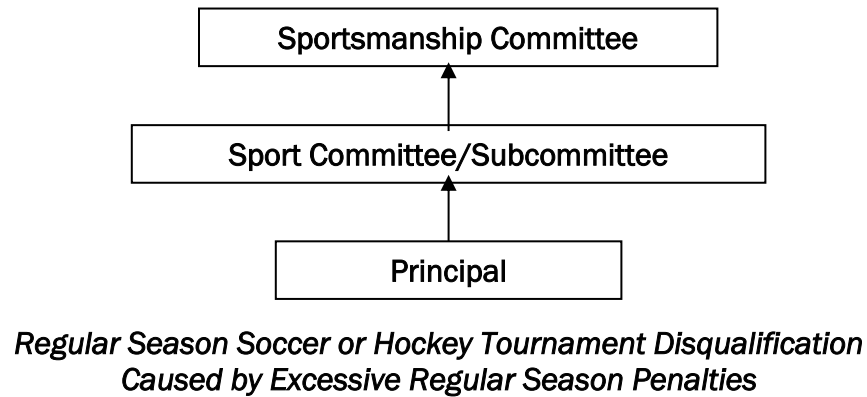 Sportsmanship Committee
Sport Committee/Subcommittee
Principal
Regular Season Soccer or Hockey Tournament Disqualification
Caused by Excessive Regular Season Penalties